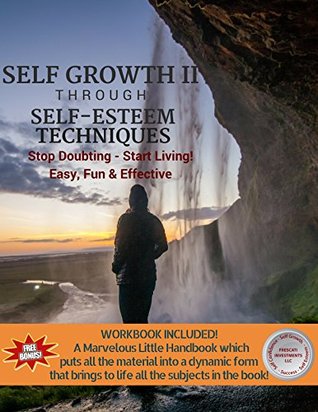 SELF GROWTH II
THROUGH
SELF-ESTEEM
TECHNIQUES
Stop Doubting - Start Living!
Easy, Fun & Effective
FREE
BONUS!
WORKBOOK INCLUDED!
A Marvelous Little Handbook which
puts all the material into a dynamic form
that brings to life all the subjects in the book!
FRESCATI
INVESTMENTS
LLC